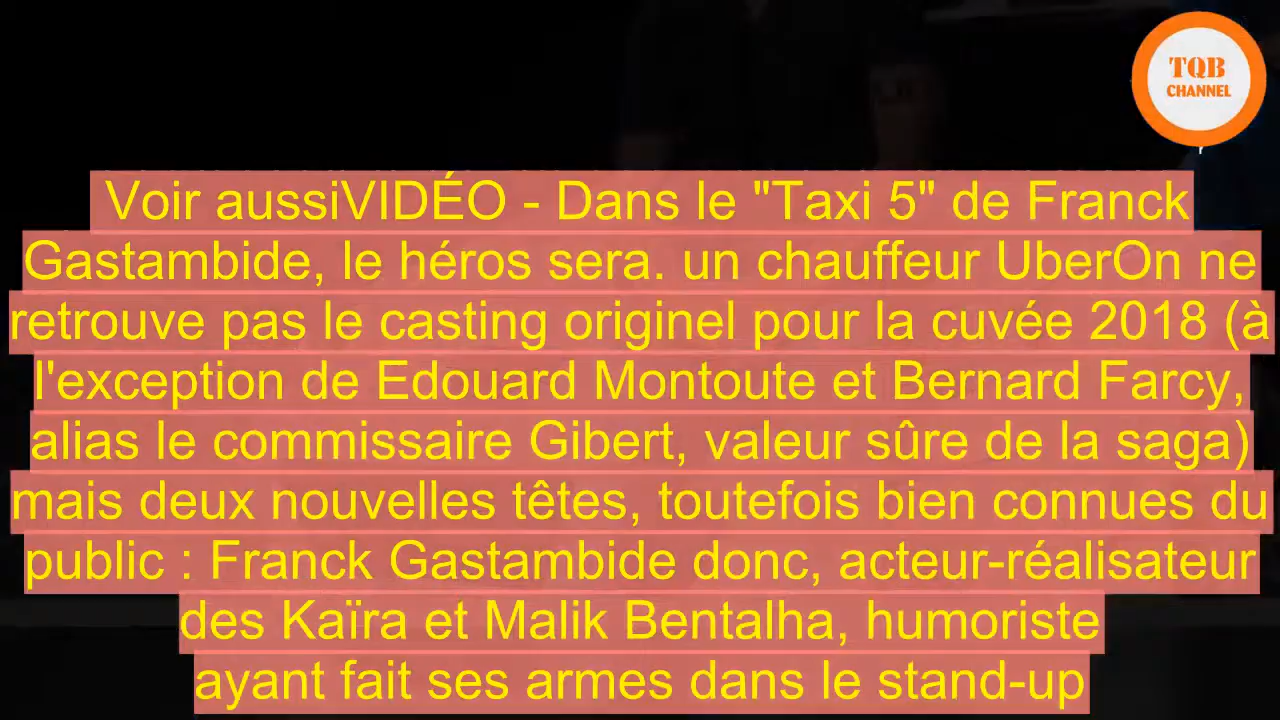 TQB
CHANNEL
Voir aussiVIDÉO - Dans le "Taxi 5" de Franck
Gastambide, le héros sera. un chauffeur UberOn ne
retrouve pas le casting originel pour la cuvée 2018 (à
l'exception de Edouard Montoute et Bernard Farcy,
alias le commissaire Gibert, valeur sûre de la saga)
mais deux nouvelles têtes, toutefois bien connues du
public : Franck Gastambide donc, acteur-réalisateur
des Kaïra et Malik Bentalha, humoriste
ayant fait ses armes dans le stand-up